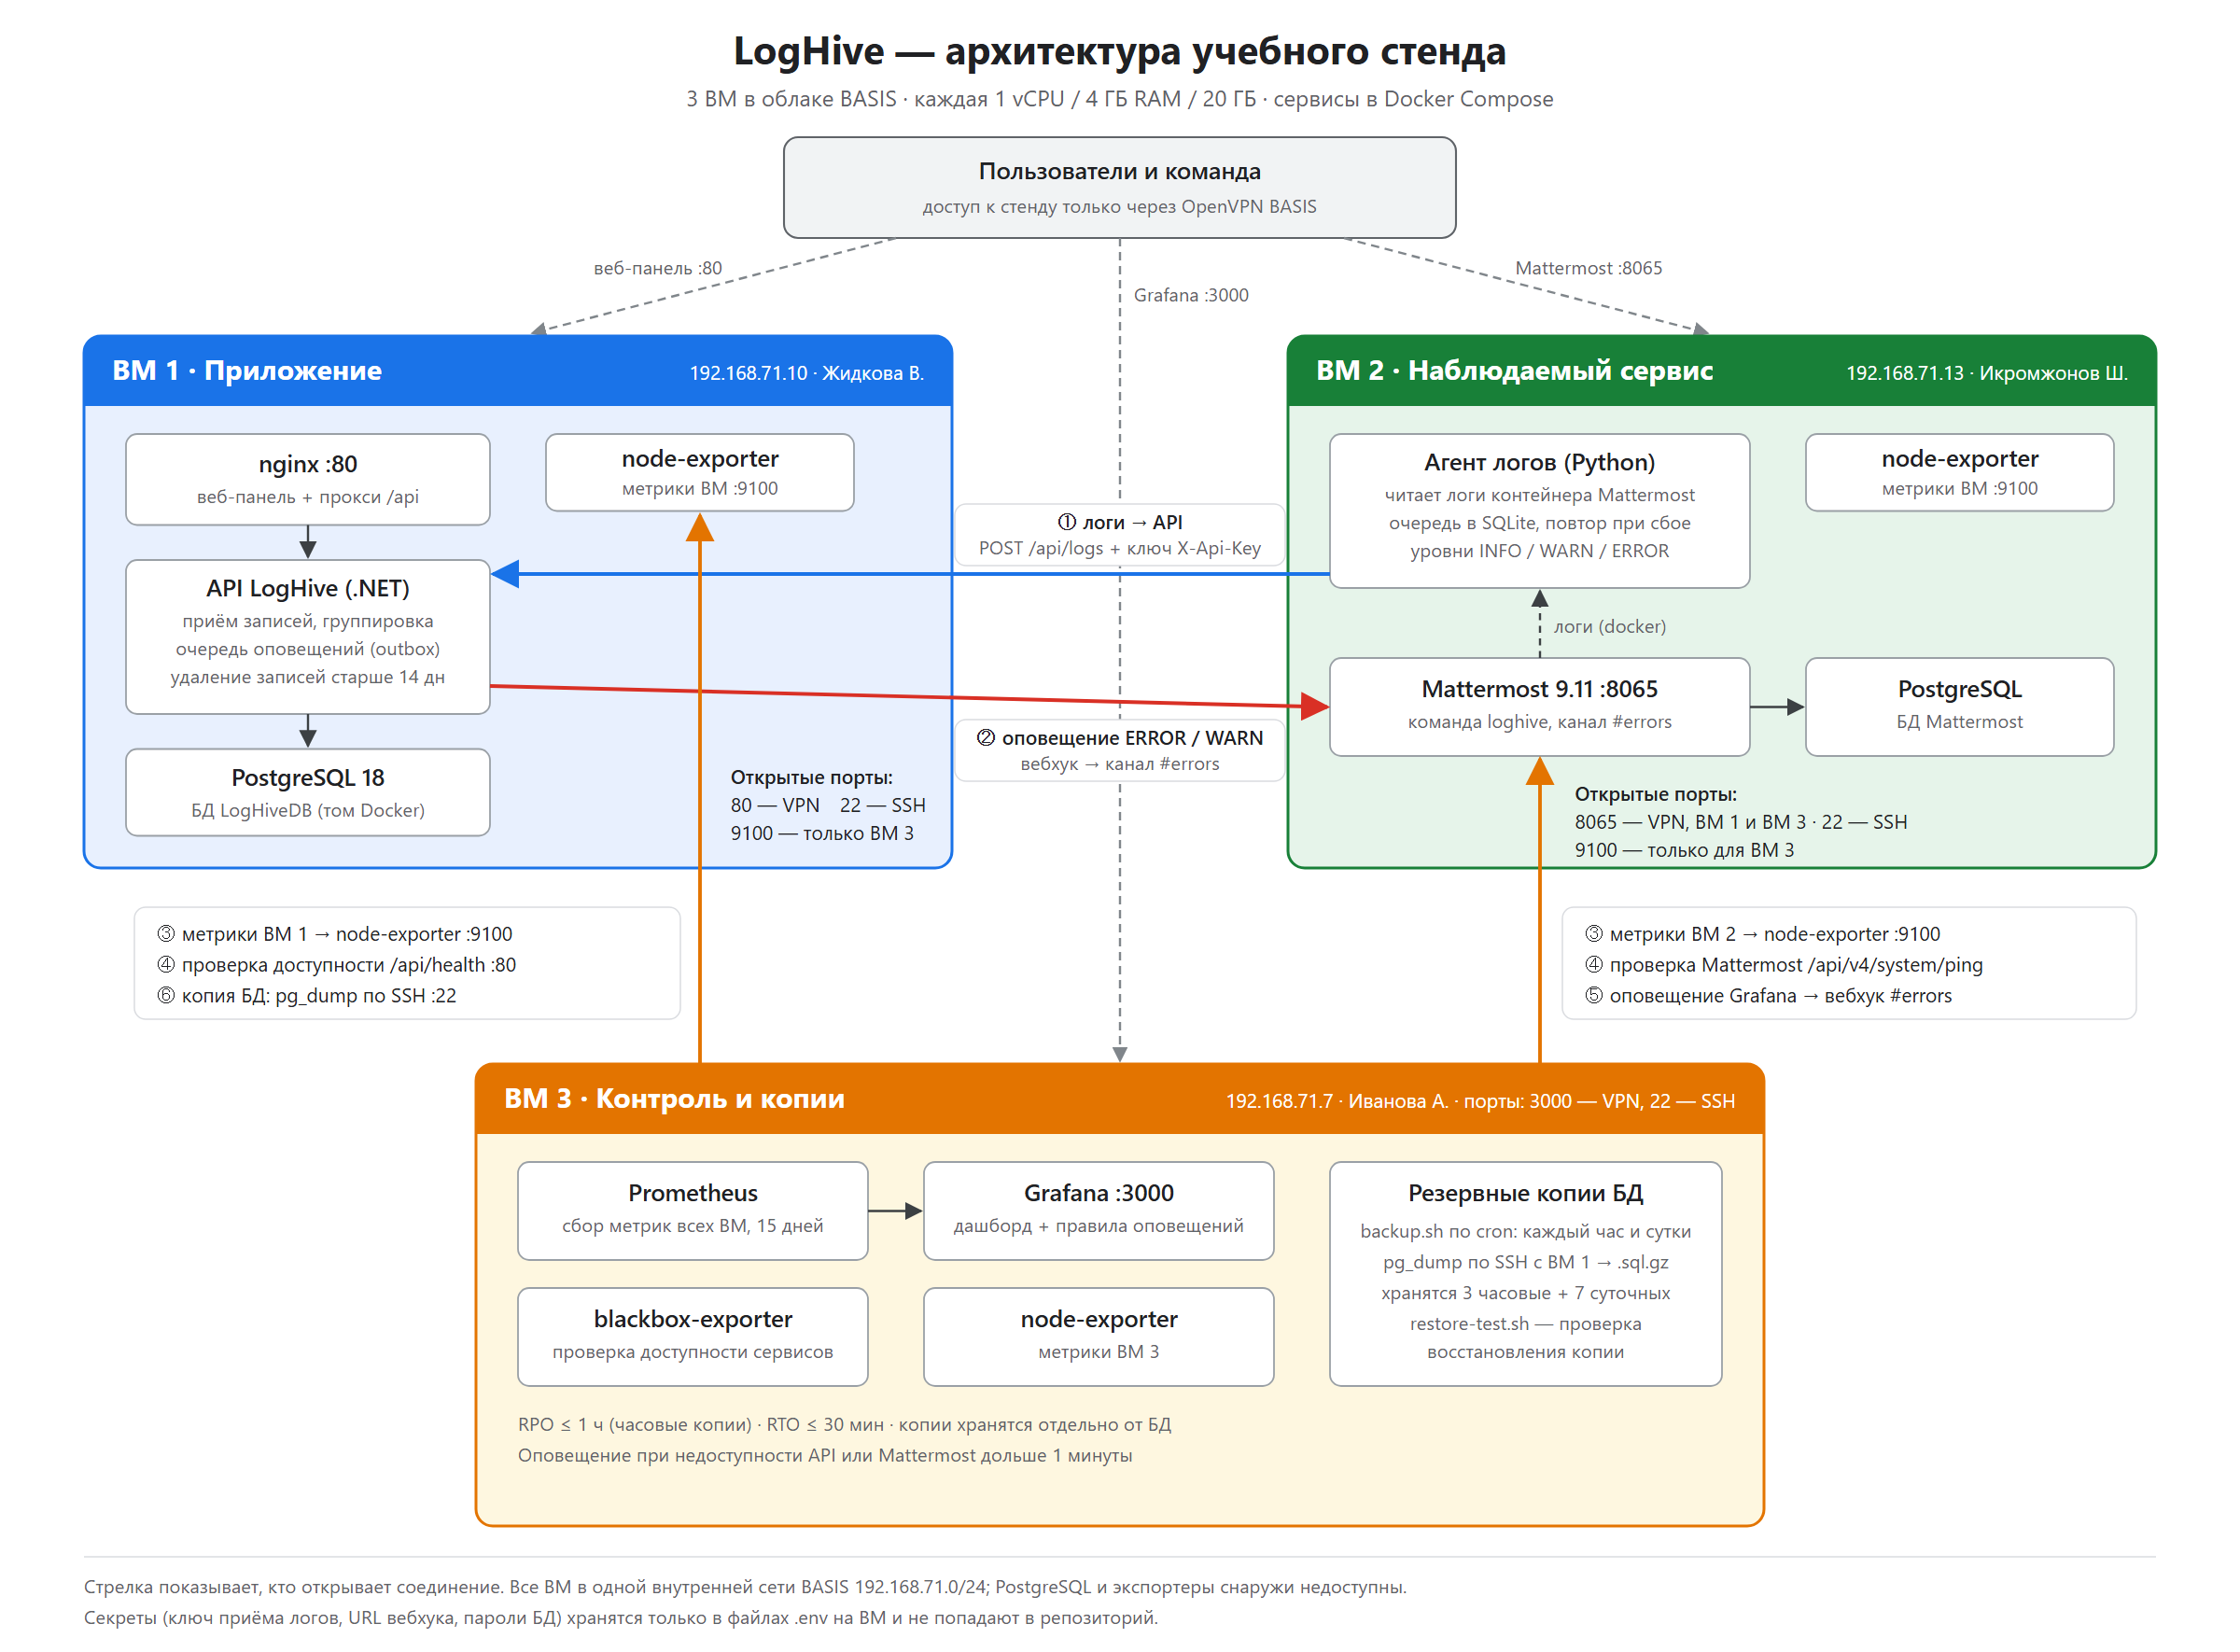 LogHive — архитектура учебного стенда
3 ВМ в облаке BASIS · каждая 1 vCPU / 4 ГБ RAM / 20 ГБ · сервисы в Docker Compose
Пользователи и команда
доступ к стенду только через OpenVPN BASIS
веб-панель :80
Grafana :3000
Mattermost :8065
ВМ 1 · Приложение
192.168.71.10 · Жидкова В.
nginx :80
веб-панель + прокси /api
node-exporter
метрики ВМ :9100
API LogHive (.NET)
приём записей, группировка
очередь оповещений (outbox)
удаление записей старше 14 дн
PostgreSQL 18
БД LogHiveDB (том Docker)
Открытые порты:
80 — VPN 22 — SSH
9100 — только ВМ 3
① логи → API
POST /api/logs + ключ X-Api-Key
② оповещение ERROR / WARN
вебхук → канал #errors
ВМ 2 · Наблюдаемый сервис
192.168.71.13 · Икромжонов Ш.
Агент логов (Python)
читает логи контейнера Mattermost
очередь в SQLite, повтор при сбое
уровни INFO / WARN / ERROR
node-exporter
метрики ВМ :9100
логи (docker)
Mattermost 9.11 :8065
команда loghive, канал #errors
PostgreSQL
БД Mattermost
Открытые порты:
8065 — VPN, ВМ 1 и ВМ 3 · 22 — SSH
9100 — только для ВМ 3
③ метрики ВМ 1 → node-exporter :9100
④ проверка доступности /api/health :80
⑥ копия БД: pg_dump по SSH :22
③ метрики ВМ 2 → node-exporter :9100
④ проверка Mattermost /api/v4/system/ping
⑤ оповещение Grafana → вебхук #errors
ВМ 3 · Контроль и копии
192.168.71.7 · Иванова А. · порты: 3000 — VPN, 22 — SSH
Prometheus
сбор метрик всех ВМ, 15 дней
Grafana :3000
дашборд + правила оповещений
blackbox-exporter
проверка доступности сервисов
node-exporter
метрики ВМ 3
Резервные копии БД
backup.sh по cron: каждый час и сутки
pg_dump по SSH с ВМ 1 → .sql.gz
хранятся 3 часовые + 7 суточных
restore-test.sh — проверка
восстановления копии
RPO ≤ 1 ч (часовые копии) · RTO ≤ 30 мин · копии хранятся отдельно от БД
Оповещение при недоступности API или Mattermost дольше 1 минуты
Стрелка показывает, кто открывает соединение. Все ВМ в одной внутренней сети BASIS 192.168.71.0/24; PostgreSQL и экспортеры снаружи недоступны.
Секреты (ключ приёма логов, URL вебхука, пароли БД) хранятся только в файлах .env на ВМ и не попадают в репозиторий.